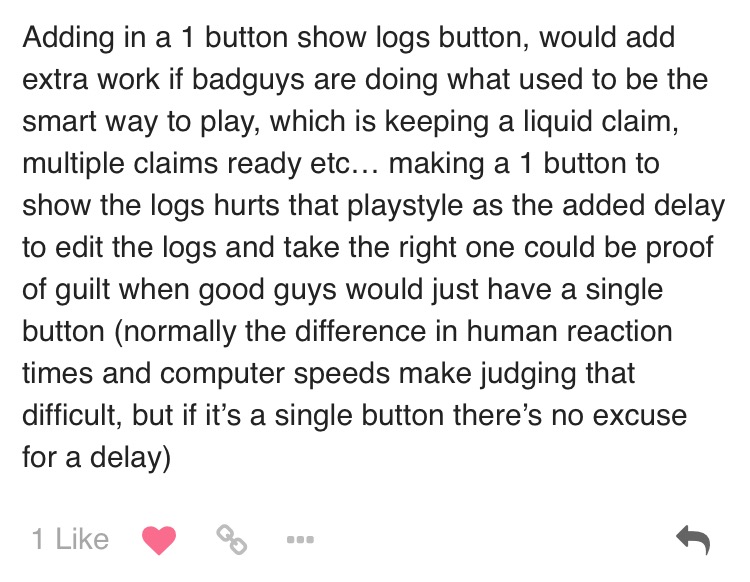 Adding in a 1 button show logs button, would add
extra work if badguys are doing what used to be the
smart way to play, which is keeping a liquid claim,
multiple claims ready etc… making a 1 button to
show the logs hurts that playstyle as the added delay
to edit the logs and take the right one could be proof
of guilt when good guys would just have a single
button (normally the difference in human reaction
times and computer speeds make judging that
difficult, but if it’s a single button there’s no excuse
for a delay)
1 Like